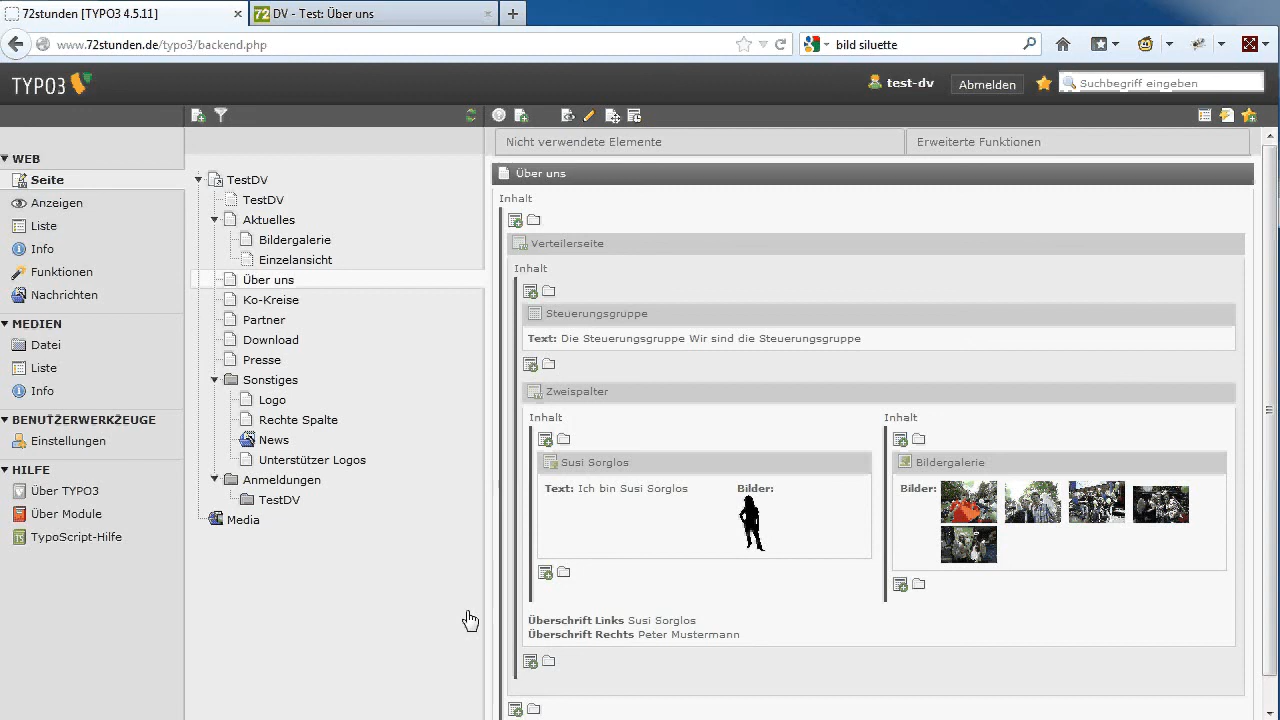 72stunden [TYPO3 4.5.11]
72 DV - Test: Über uns
www.72stunden.de/typo3/backend.php
bild siluette
TYPO3
test-dv
Abmelden
Suchbegriff eingeben
WEB
Seite
Anzeigen
Liste
Info
Funktionen
Nachrichten
MEDIEN
Datei
Liste
Info
BENUTZERWERKZEUGE
Einstellungen
HILFE
Über TYPO3
Über Module
TypoScript-Hilfe
TestDV
TestDV
Aktuelles
Bildergalerie
Einzelansicht
Über uns
Ko-Kreise
Partner
Download
Presse
Sonstiges
Logo
Rechte Spalte
News
Unterstützer Logos
Anmeldungen
TestDV
Media
Nicht verwendete Elemente
Erweiterte Funktionen
Über uns
Inhalt
Verteilerseite
Inhalt
Steuerungsgruppe
Text: Die Steuerungsgruppe Wir sind die Steuerungsgruppe
Zweispalter
Inhalt
Susi Sorglos
Text: Ich bin Susi Sorglos
Bilder:
Inhalt
Bildergalerie
Bilder:
Überschrift Links Susi Sorglos
Überschrift Rechts Peter Mustermann